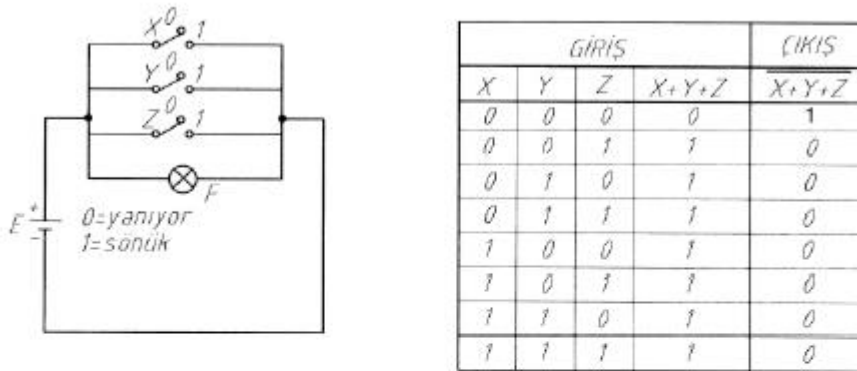 X 0 1
Y 0 1
Z 0 1
F
E + -
0=yanıyor
1=sönük
GİRİŞ ÇIKIŞ
X Y Z X+Y+Z X+Y+Z
0 0 0 0 1
0 0 1 1 0
0 1 0 1 0
0 1 1 1 0
1 0 0 1 0
1 0 1 1 0
1 1 0 1 0
1 1 1 1 0